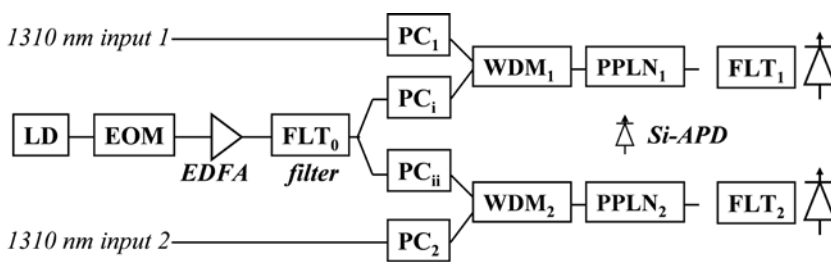 1310 nm input 1
PC1
WDM1
PPLN1
FLT1
PCi
LD
EOM
EDFA
FLT0
filter
Si-APD
PCii
WDM2
PPLN2
FLT2
1310 nm input 2
PC2